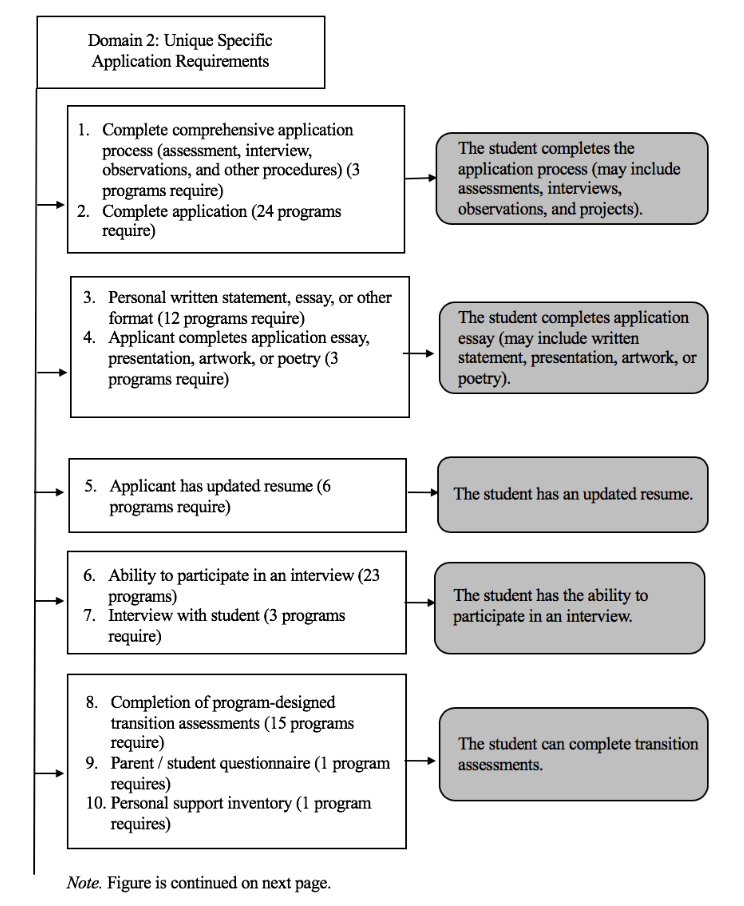 Domain 2: Unique Specific
Application Requirements
1. Complete comprehensive application
process (assessment, interview,
observations, and other procedures) (3
programs require)
2. Complete application (24 programs
require)
The student completes the
application process (may include
assessments, interviews,
observations, and projects).
3. Personal written statement, essay, or other
format (12 programs require)
4. Applicant completes application essay,
presentation, artwork, or poetry (3
programs require)
The student completes application
essay (may include written
statement, presentation, artwork, or
poetry).
5. Applicant has updated resume (6
programs require)
The student has an updated resume.
6. Ability to participate in an interview (23
programs)
7. Interview with student (3 programs
require)
The student has the ability to
participate in an interview.
8. Completion of program-designed
transition assessments (15 programs
require)
9. Parent / student questionnaire (1 program
requires)
10. Personal support inventory (1 program
requires)
The student can complete transition
assessments.
Note. Figure is continued on next page.